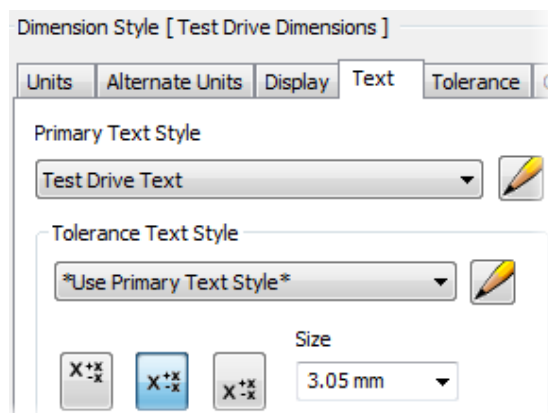 Dimension Style [ Test Drive Dimensions ]
Units Alternate Units Display Text Tolerance
Primary Text Style
Test Drive Text
Tolerance Text Style
*Use Primary Text Style*
Size
X+x-x X+x-x X+x-x 3.05 mm